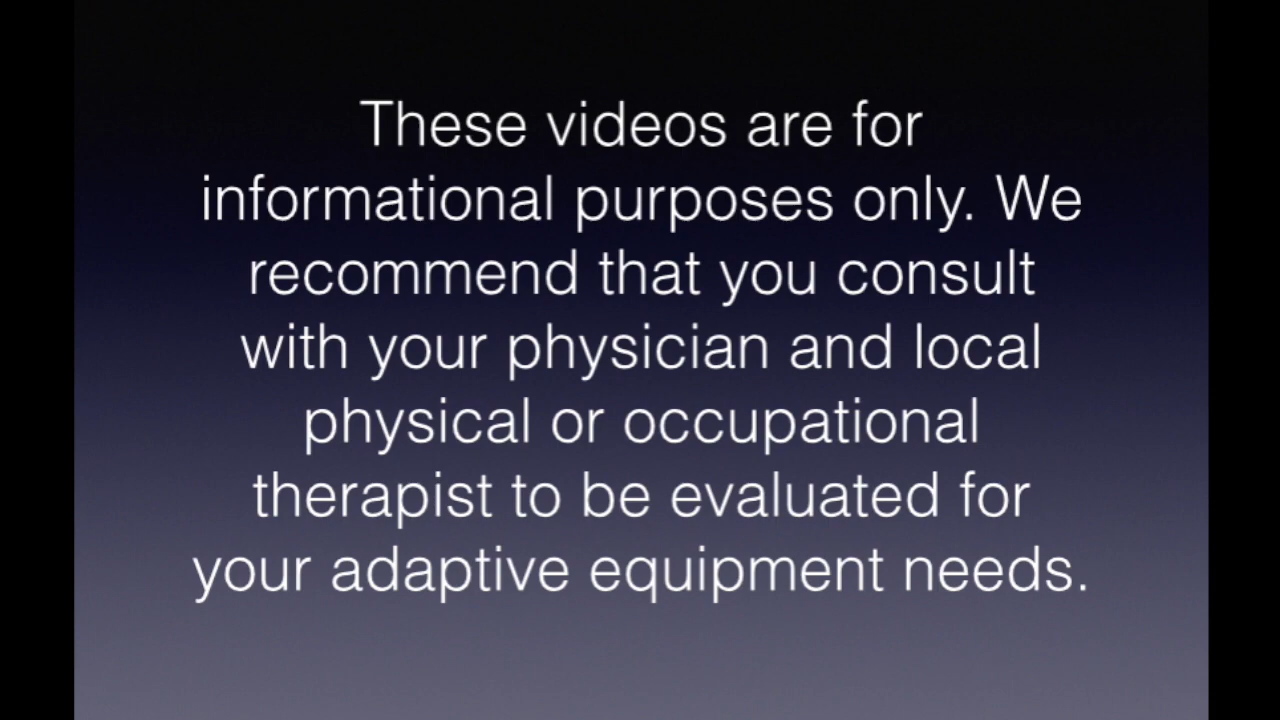 These videos are for
informational purposes only. We
recommend that you consult
with your physician and local
physical or occupational
therapist to be evaluated for
your adaptive equipment needs.